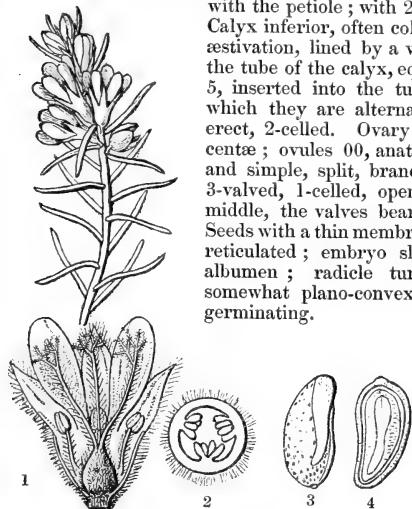 with the petiole ; with 2
Calyx inferior, often col
æstivation, lined by a v
the tube of the calyx, ec
5, inserted into the tu
which they are alterna
erect, 2-celled. Ovary
centæ ; ovules 00, anat
and simple, split, branc
3-valved, 1-celled, oper
middle, the valves bear
Seeds with a thin membr
reticulated ; embryo sl
albumen ; radicle tur
somewhat plano-convex
germinating.
1
2
3
4